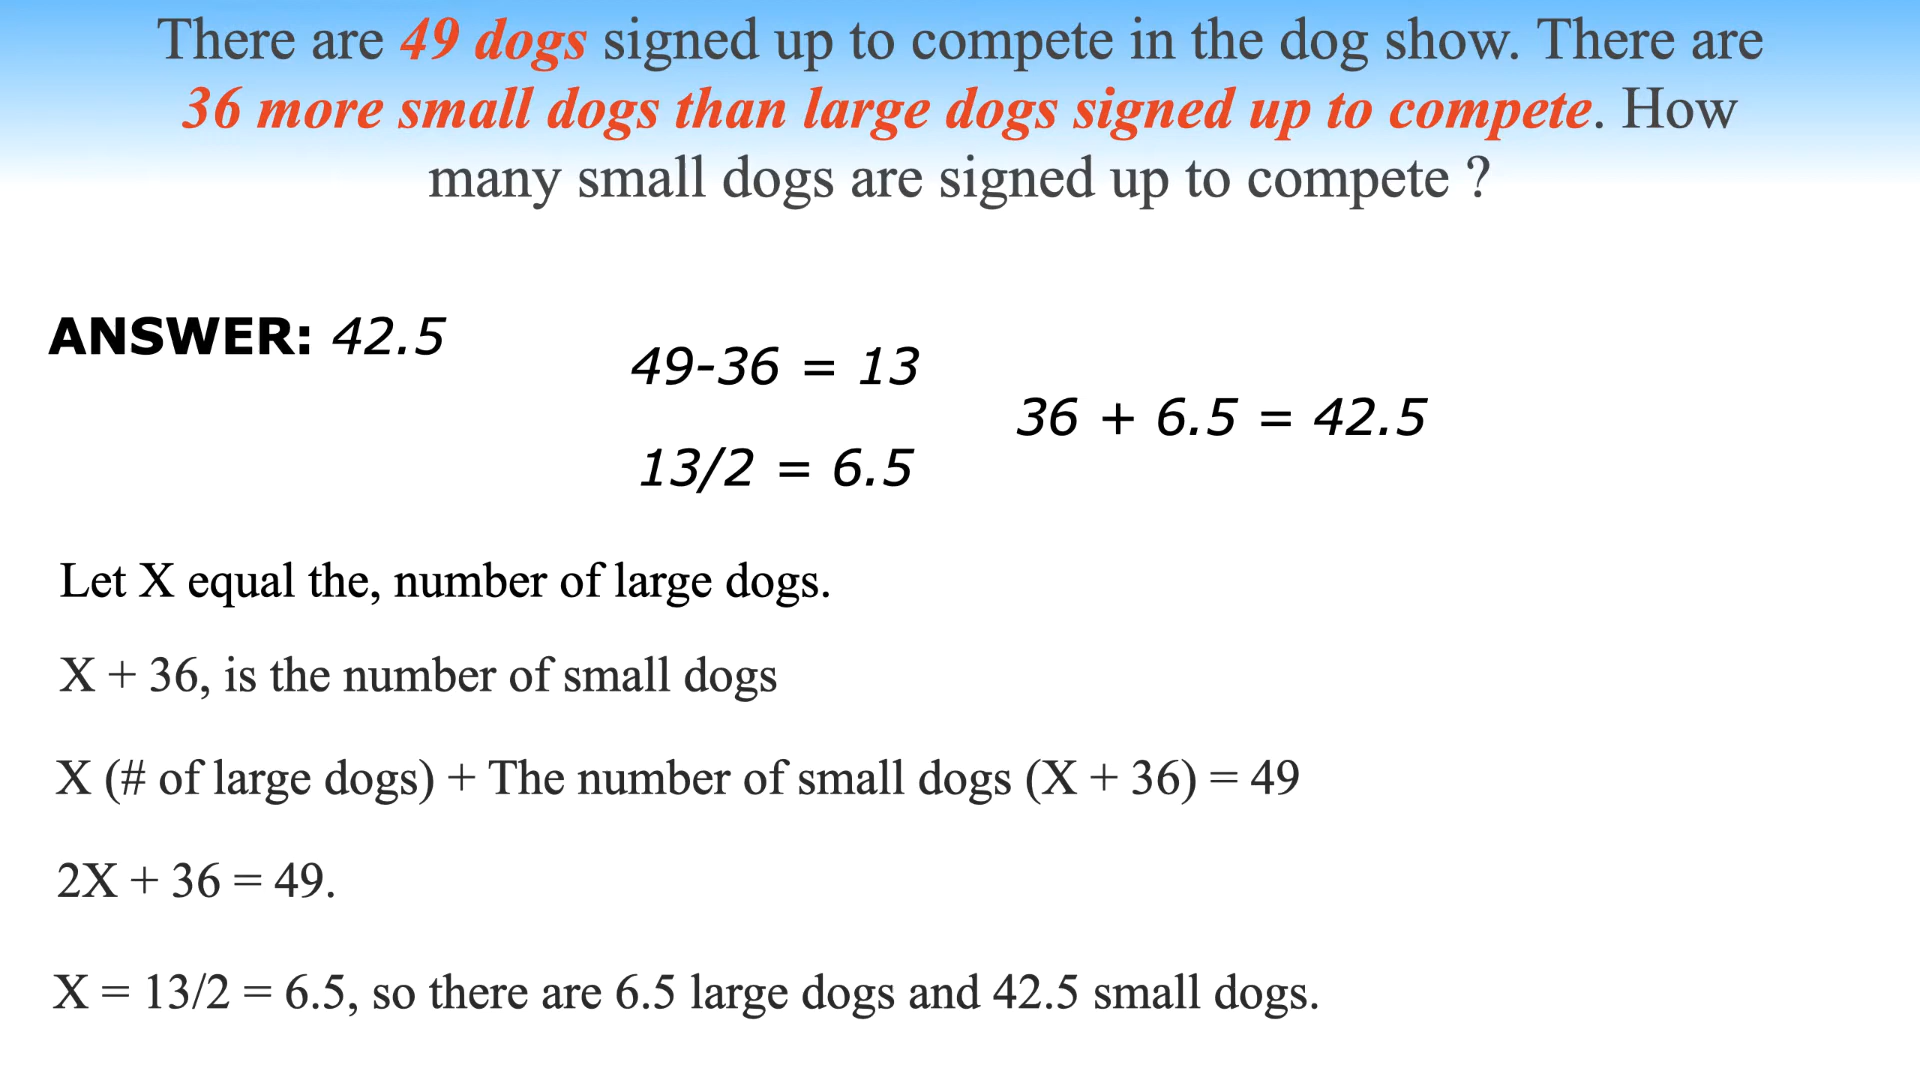 There are 49 dogs signed up to compete in the dog show. There are
36 more small dogs than large dogs signed up to compete. How
many small dogs are signed up to compete ?
ANSWER: 42.5
49-36 = 13
36 + 6.5 = 42.5
13/2 = 6.5
Let X equal the, number of large dogs.
X + 36, is the number of small dogs
X (# of large dogs) + The number of small dogs (X + 36) = 49
2X + 36 = 49.
X = 13/2 = 6.5, so there are 6.5 large dogs and 42.5 small dogs.